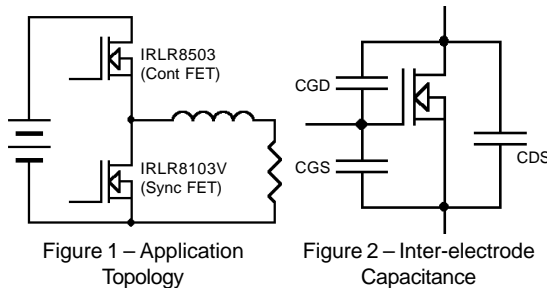 IRLR8503
(Cont FET)
IRLR8103V
(Sync FET)
Figure 1 – Application
Topology
CGD
CGS
CDS
Figure 2 – Inter-electrode
Capacitance